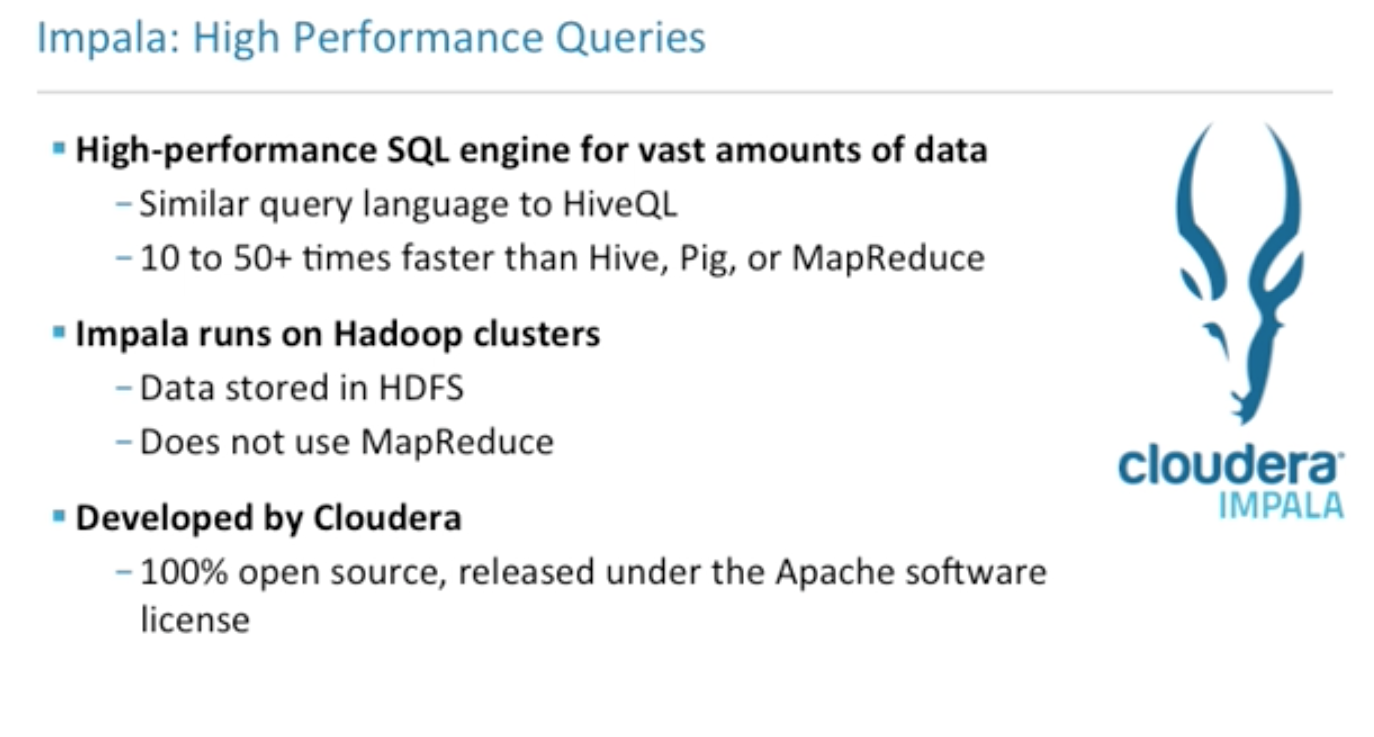 Impala: High Performance Queries
High-performance SQL engine for vast amounts of data
– Similar query language to HiveQL
– 10 to 50+ times faster than Hive, Pig, or MapReduce
Impala runs on Hadoop clusters
– Data stored in HDFS
– Does not use MapReduce
Developed by Cloudera
– 100% open source, released under the Apache software
license
cloudera
IMPALA